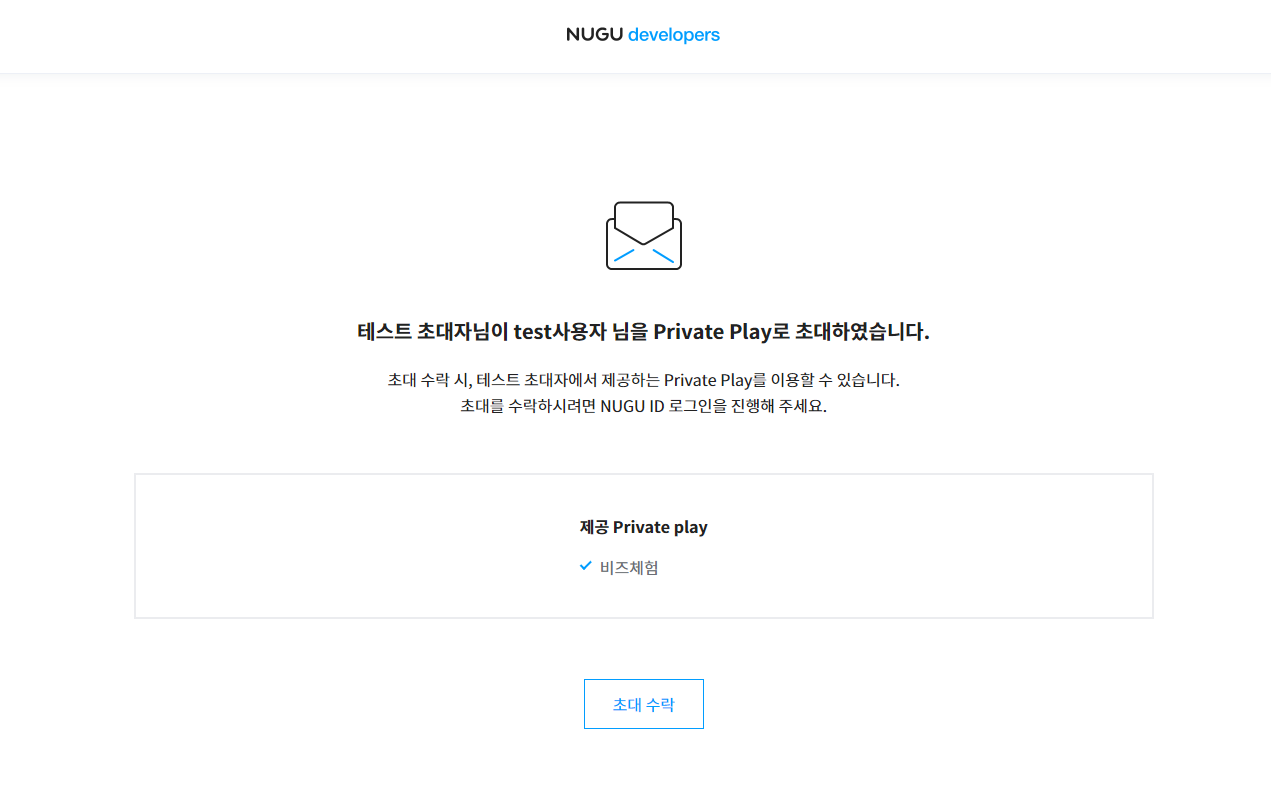 NUGU developers
테스트 초대자님이 test사용자 님을 Private Play로 초대하였습니다.
초대 수락 시, 테스트 초대자에서 제공하는 Private Play를 이용할 수 있습니다.
초대를 수락하시려면 NUGU ID 로그인을 진행해 주세요.
제공 Private play
비즈체험
초대 수락